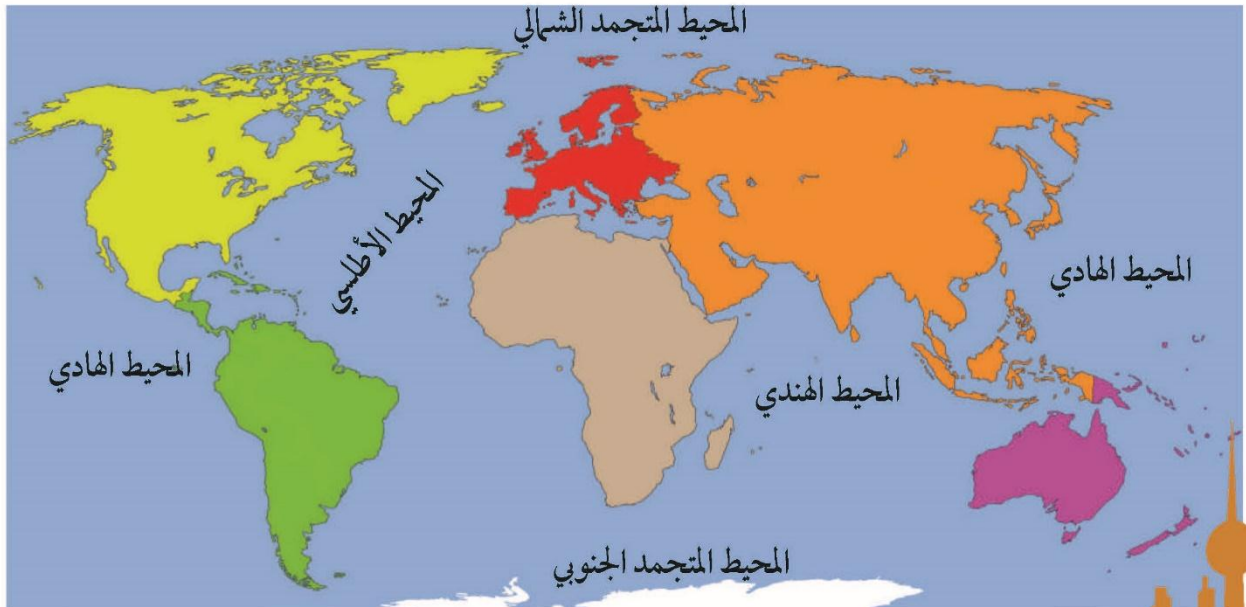 المحيط المتجمد الشمالي
المحيط الأطلسي
المحيط الهادي
المحيط الهادي
المحيط الهندي
المحيط المتجمد الجنوبي